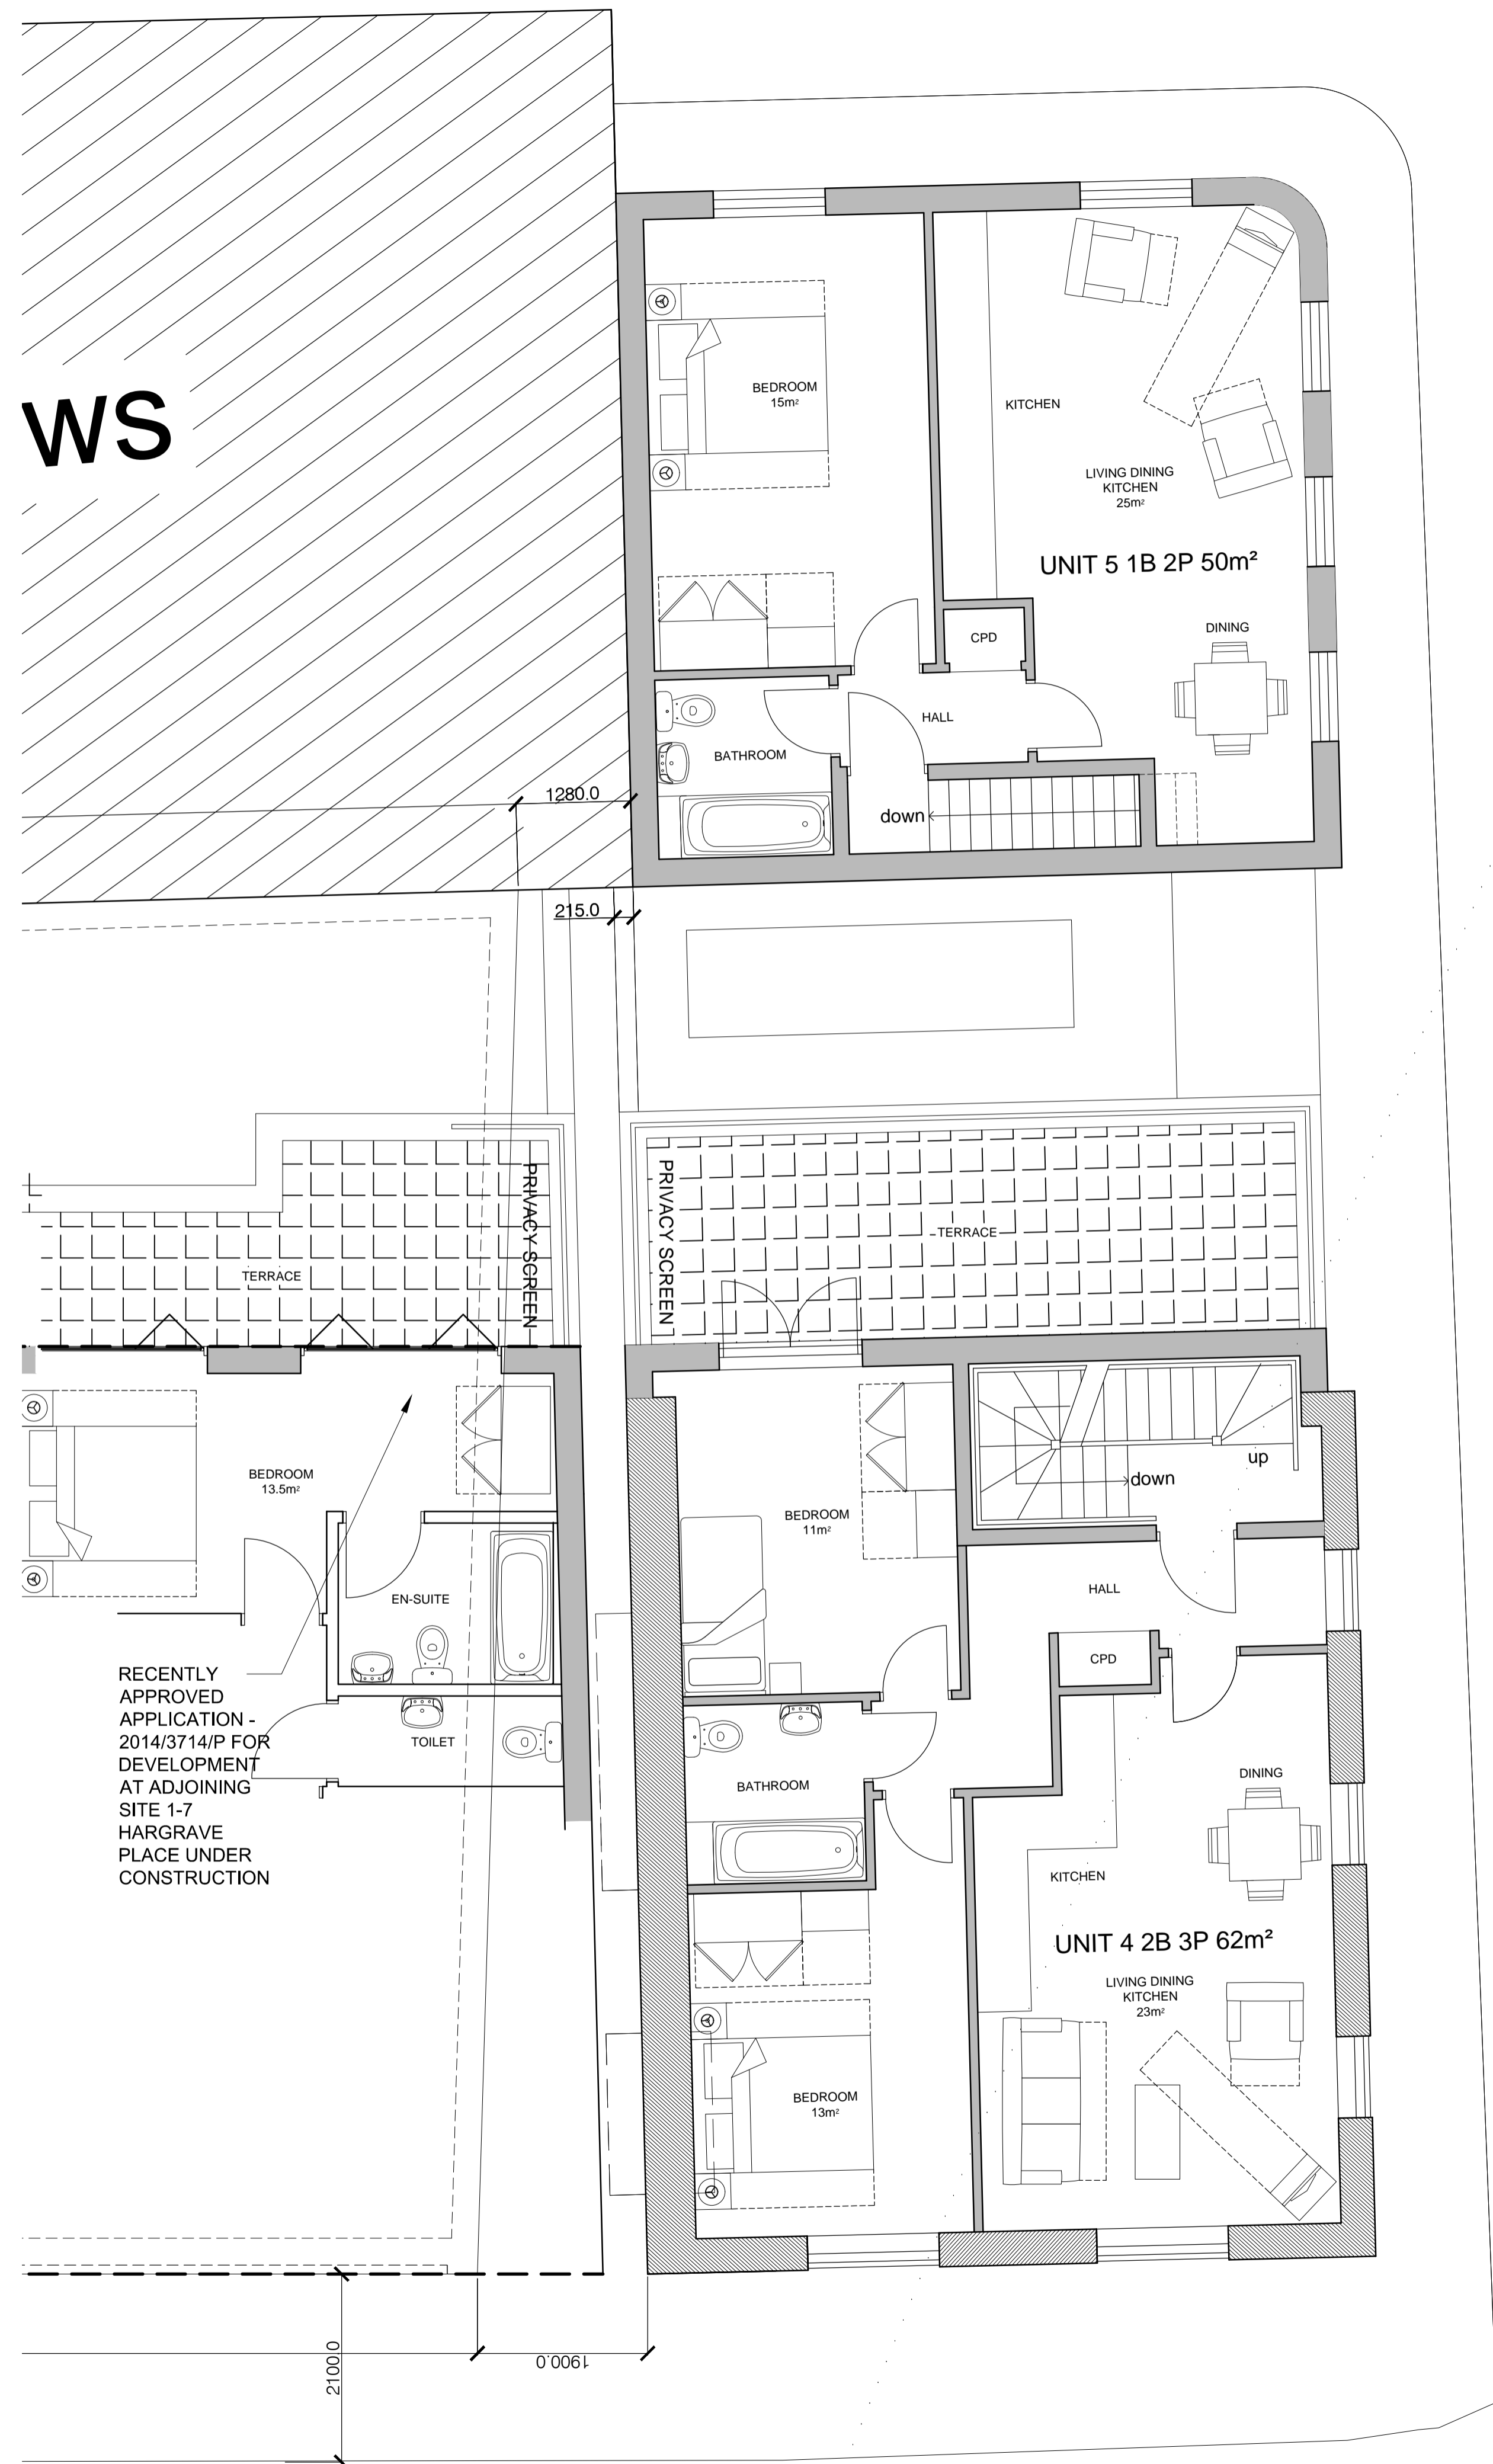 WS
BEDROOM
15m²
KITCHEN
LIVING DINING
KITCHEN
25m²
UNIT 5 1B 2P 50m²
DINING
CPD
HALL
BATHROOM
down
1280.0
215.0
PRIVACY SCREEN
PRIVACY SCREEN
TERRACE
TERRACE
BEDROOM
13.5m²
EN-SUITE
TOILET
RECENTLY
APPROVED
APPLICATION -
2014/3714/P FOR
DEVELOPMENT
AT ADJOINING
SITE 1-7
HARGRAVE
PLACE UNDER
CONSTRUCTION
up
down
BEDROOM
11m²
HALL
CPD
BATHROOM
DINING
KITCHEN
UNIT 4 2B 3P 62m²
LIVING DINING
KITCHEN
23m²
BEDROOM
13m²
1900.0
2100.0